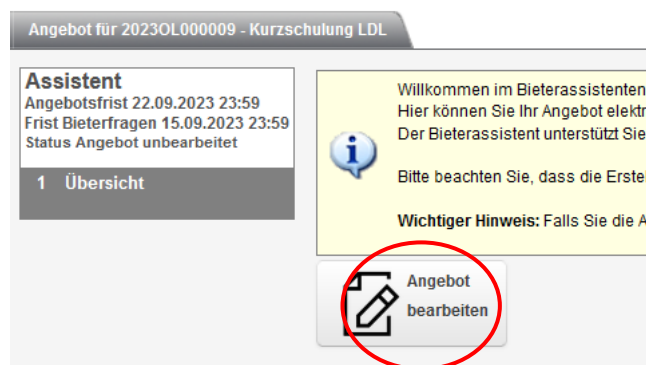 Angebot für 2023OL000009 - Kurzschulung LDL
Assistent
Angebotsfrist 22.09.2023 23:59
Frist Bieterfragen 15.09.2023 23:59
Status Angebot unbearbeitet
1 Übersicht
Willkommen im Bieterassistenten
Hier können Sie Ihr Angebot elektr
Der Bieterassistent unterstützt Sie
Bitte beachten Sie, dass die Erste
Wichtiger Hinweis: Falls Sie die A
Angebot
bearbeiten